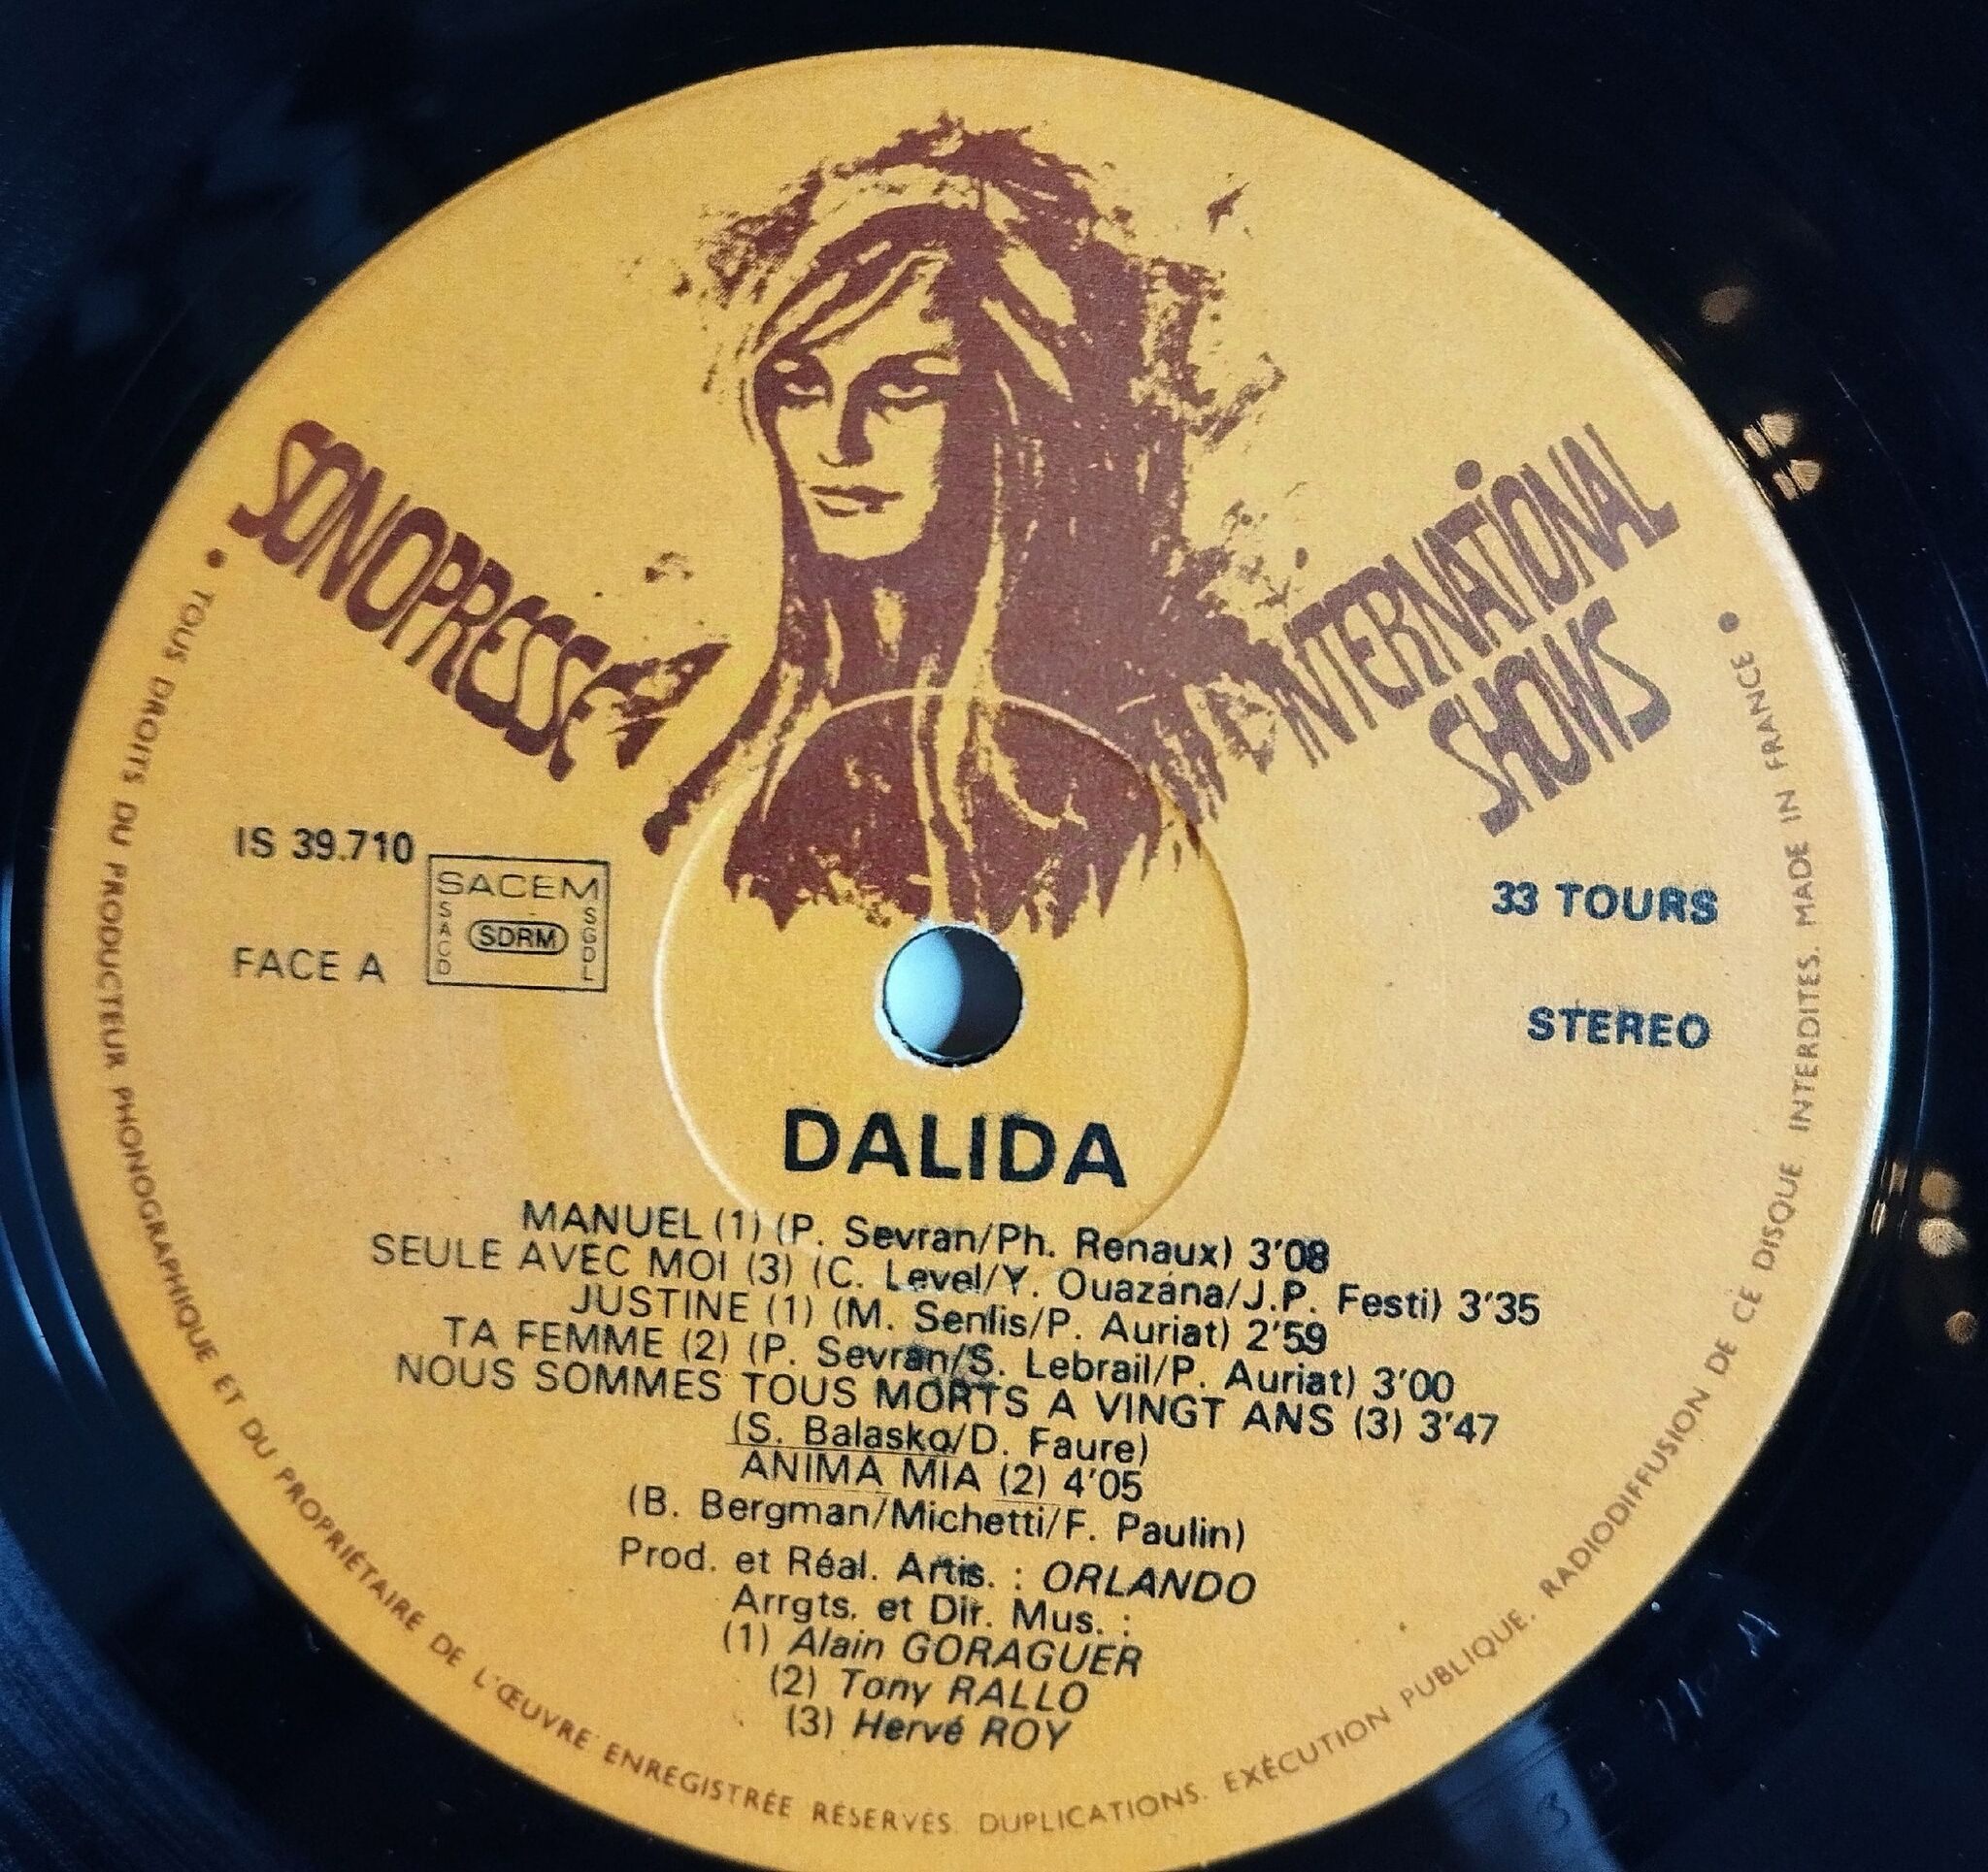 SONOPRESSE
INTERNATIONAL
SHOWS
IS 39.710
SACEM
SACD
SDRM
SGDL
FACE A
33 TOURS
STEREO
DALIDA
MANUEL (1) (P. Sevran/Ph. Renaux) 3'08
SEULE AVEC MOI (3) (C. Level/Y. Ouazana/J.P. Festi) 3'35
JUSTINE (1) (M. Senlis/P. Auriat) 2'59
TA FEMME (2) (P. Sevran/S. Lebrail/P. Auriat) 3'00
NOUS SOMMES TOUS MORTS A VINGT ANS (3) 3'47
(S. Balasko/D. Faure)
ANIMA MIA (2) 4'05
(B. Bergman/Michetti/F. Paulin)
Prod. et Réal. Artis. : ORLANDO
Arrgts. et Dir. Mus. :
(1) Alain GORAGUER
(2) Tony RALLO
(3) Hervé ROY
• TOUS DROITS DU PRODUCTEUR PHONOGRAPHIQUE ET DU PROPRIÉTAIRE DE L'ŒUVRE ENREGISTRÉE RÉSERVÉS. DUPLICATIONS. EXÉCUTION PUBLIQUE. RADIODIFFUSION DE CE DISQUE INTERDITES. MADE IN FRANCE •